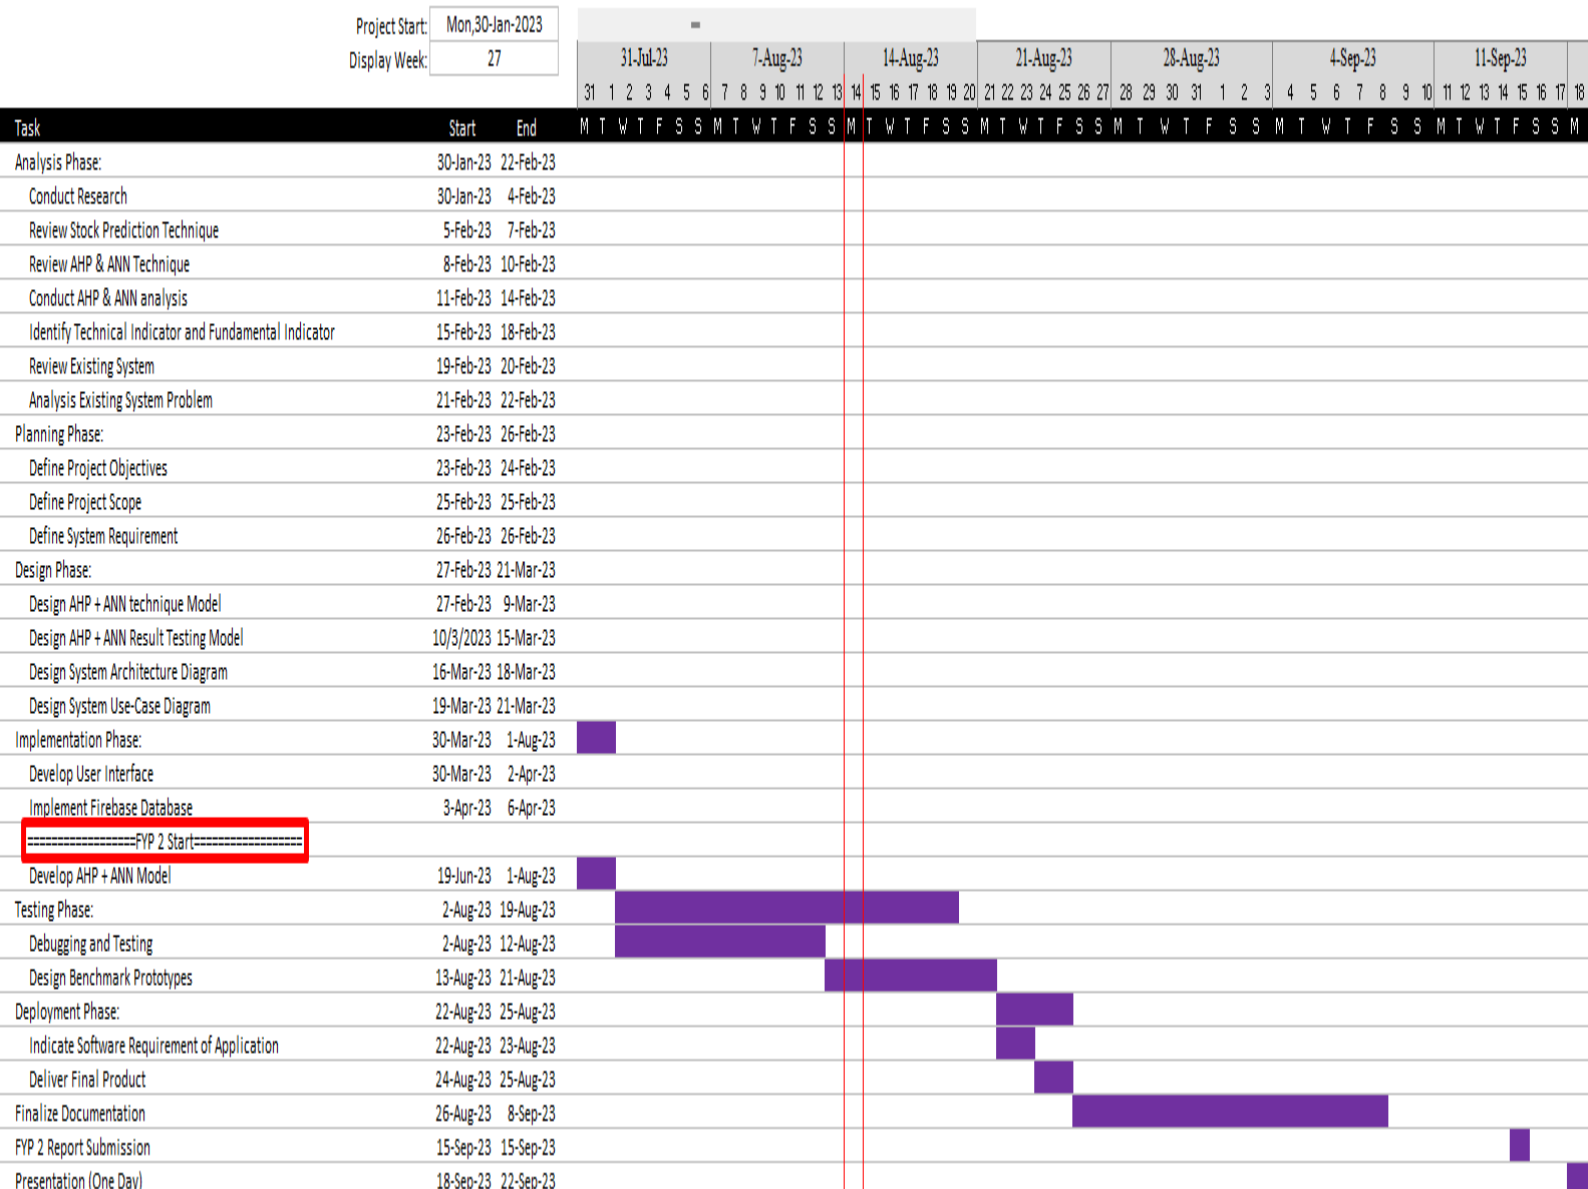 Project Start: Mon,30-Jan-2023
Display Week: 27
31-Jul-23 7-Aug-23 14-Aug-23 21-Aug-23 28-Aug-23 4-Sep-23 11-Sep-23
31 1 2 3 4 5 6 7 8 9 10 11 12 13 14 15 16 17 18 19 20 21 22 23 24 25 26 27 28 29 30 31 1 2 3 4 5 6 7 8 9 10 11 12 13 14 15 16 17 18
Task Start End M T W T F S S M T W T F S S M T W T F S S M T W T F S S M T W T F S S M T W T F S S M T W T F S S M
Analysis Phase: 30-Jan-23 22-Feb-23
Conduct Research 30-Jan-23 4-Feb-23
Review Stock Prediction Technique 5-Feb-23 7-Feb-23
Review AHP & ANN Technique 8-Feb-23 10-Feb-23
Conduct AHP & ANN analysis 11-Feb-23 14-Feb-23
Identify Technical Indicator and Fundamental Indicator 15-Feb-23 18-Feb-23
Review Existing System 19-Feb-23 20-Feb-23
Analysis Existing System Problem 21-Feb-23 22-Feb-23
Planning Phase: 23-Feb-23 26-Feb-23
Define Project Objectives 23-Feb-23 24-Feb-23
Define Project Scope 25-Feb-23 25-Feb-23
Define System Requirement 26-Feb-23 26-Feb-23
Design Phase: 27-Feb-23 21-Mar-23
Design AHP + ANN technique Model 27-Feb-23 9-Mar-23
Design AHP + ANN Result Testing Model 10/3/2023 15-Mar-23
Design System Architecture Diagram 16-Mar-23 18-Mar-23
Design System Use-Case Diagram 19-Mar-23 21-Mar-23
Implementation Phase: 30-Mar-23 1-Aug-23
Develop User Interface 30-Mar-23 2-Apr-23
Implement Firebase Database 3-Apr-23 6-Apr-23
==================FYP 2 Start==================
Develop AHP + ANN Model 19-Jun-23 1-Aug-23
Testing Phase: 2-Aug-23 19-Aug-23
Debugging and Testing 2-Aug-23 12-Aug-23
Design Benchmark Prototypes 13-Aug-23 21-Aug-23
Deployment Phase: 22-Aug-23 25-Aug-23
Indicate Software Requirement of Application 22-Aug-23 23-Aug-23
Deliver Final Product 24-Aug-23 25-Aug-23
Finalize Documentation 26-Aug-23 8-Sep-23
FYP 2 Report Submission 15-Sep-23 15-Sep-23
Presentation (One Day) 18-Sep-23 22-Sep-23